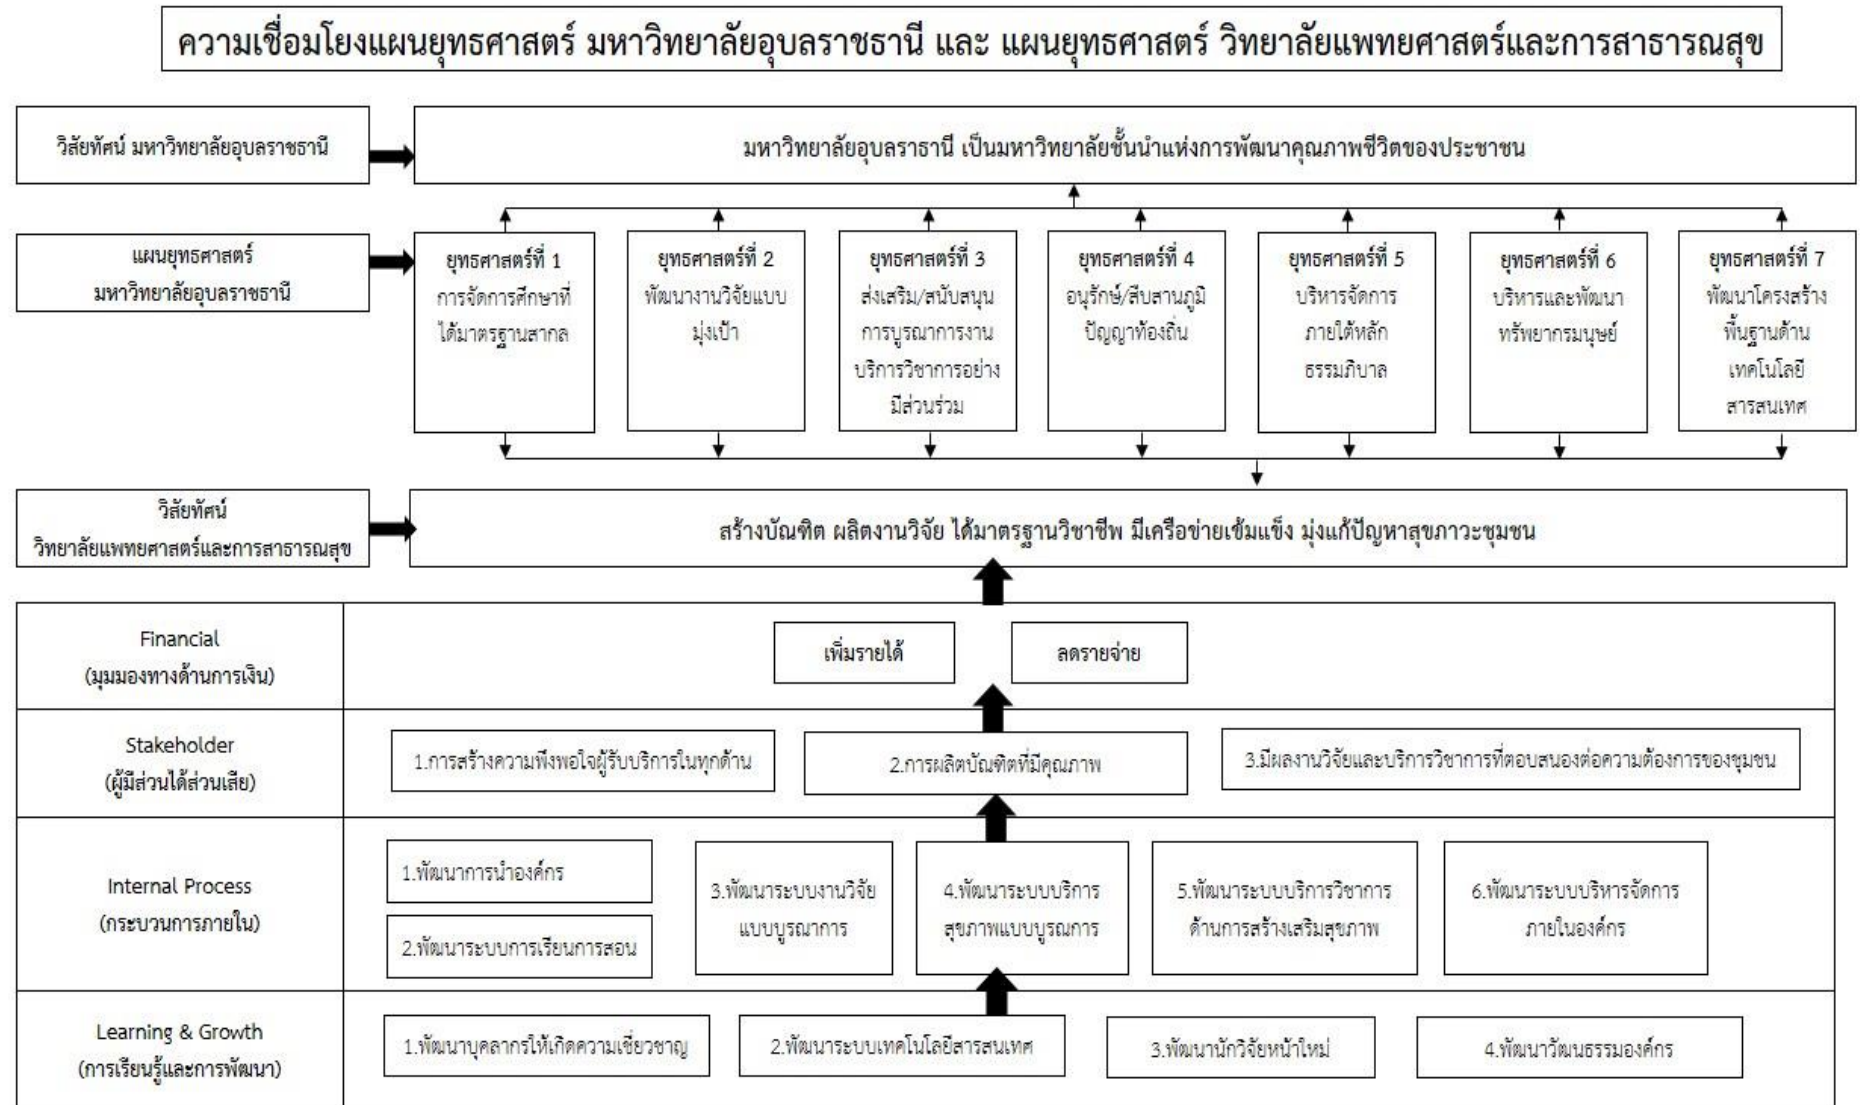 ความเชื่อมโยงแผนยุทธศาสตร์ มหาวิทยาลัยอุบลราชธานี และ แผนยุทธศาสตร์ วิทยาลัยแพทยศาสตร์และการสาธารณสุข
วิสัยทัศน์ มหาวิทยาลัยอุบลราชธานี
มหาวิทยาลัยอุบลราธานี เป็นมหาวิทยาลัยชั้นนำแห่งการพัฒนาคุณภาพชีวิตของประชาชน
แผนยุทธศาสตร์
มหาวิทยาลัยอุบลราชธานี
ยุทธศาสตร์ที่ 1
การจัดการศึกษาที่
ได้มาตรฐานสากล
ยุทธศาสตร์ที่ 2
พัฒนางานวิจัยแบบ
มุ่งเป้า
ยุทธศาสตร์ที่ 3
ส่งเสริม/สนับสนุน
การบูรณาการงาน
บริการวิชาการอย่าง
มีส่วนร่วม
ยุทธศาสตร์ที่ 4
อนุรักษ์/สืบสานภูมิ
ปัญญาท้องถิ่น
ยุทธศาสตร์ที่ 5
บริหารจัดการ
ภายใต้หลัก
ธรรมภิบาล
ยุทธศาสตร์ที่ 6
บริหารและพัฒนา
ทรัพยากรมนุษย์
ยุทธศาสตร์ที่ 7
พัฒนาโครงสร้าง
พื้นฐานด้าน
เทคโนโลยี
สารสนเทศ
วิสัยทัศน์
วิทยาลัยแพทยศาสตร์และการสาธารณสุข
สร้างบัณฑิต ผลิตงานวิจัย ได้มาตรฐานวิชาชีพ มีเครือข่ายเข้มแข็ง มุ่งแก้ปัญหาสุขภาวะชุมชน
Financial
(มุมมองทางด้านการเงิน)
เพิ่มรายได้
ลดรายจ่าย
Stakeholder
(ผู้มีส่วนได้ส่วนเสีย)
1.การสร้างความพึงพอใจผู้รับบริการในทุกด้าน
2.การผลิตบัณฑิตที่มีคุณภาพ
3.มีผลงานวิจัยและบริการวิชาการที่ตอบสนองต่อความต้องการของชุมชน
Internal Process
(กระบวนการภายใน)
1.พัฒนาการนำองค์กร
2.พัฒนาระบบการเรียนการสอน
3.พัฒนาระบบงานวิจัย
แบบบูรณาการ
4.พัฒนาระบบบริการ
สุขภาพแบบบูรณการ
5.พัฒนาระบบบริการวิชาการ
ด้านการสร้างเสริมสุขภาพ
6.พัฒนาระบบบริหารจัดการ
ภายในองค์กร
Learning & Growth
(การเรียนรู้และการพัฒนา)
1.พัฒนาบุคลากรให้เกิดความเชี่ยวชาญ
2.พัฒนาระบบเทคโนโลยีสารสนเทศ
3.พัฒนานักวิจัยหน้าใหม่
4.พัฒนาวัฒนธรรมองค์กร